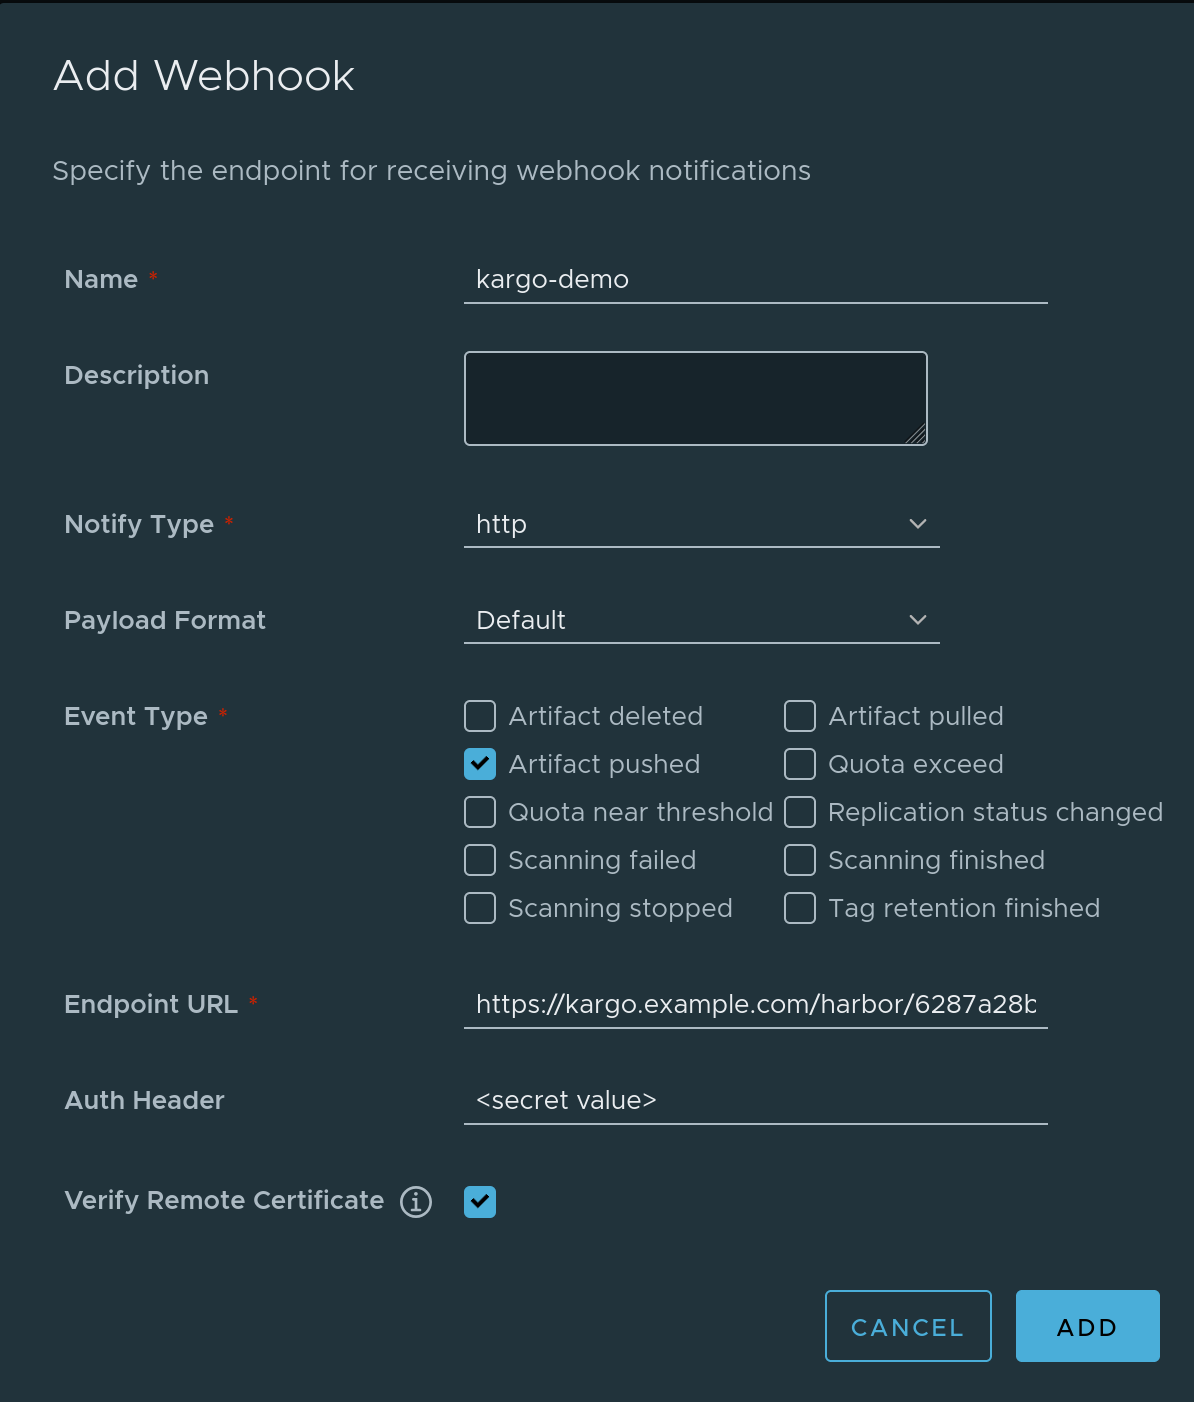 Add Webhook
Specify the endpoint for receiving webhook notifications
Name *
kargo-demo
Description
Notify Type *
http
Payload Format
Default
Event Type *
Artifact deleted
Artifact pulled
Artifact pushed
Quota exceed
Quota near threshold
Replication status changed
Scanning failed
Scanning finished
Scanning stopped
Tag retention finished
Endpoint URL *
https://kargo.example.com/harbor/6287a28b
Auth Header
<secret value>
Verify Remote Certificate
CANCEL
ADD